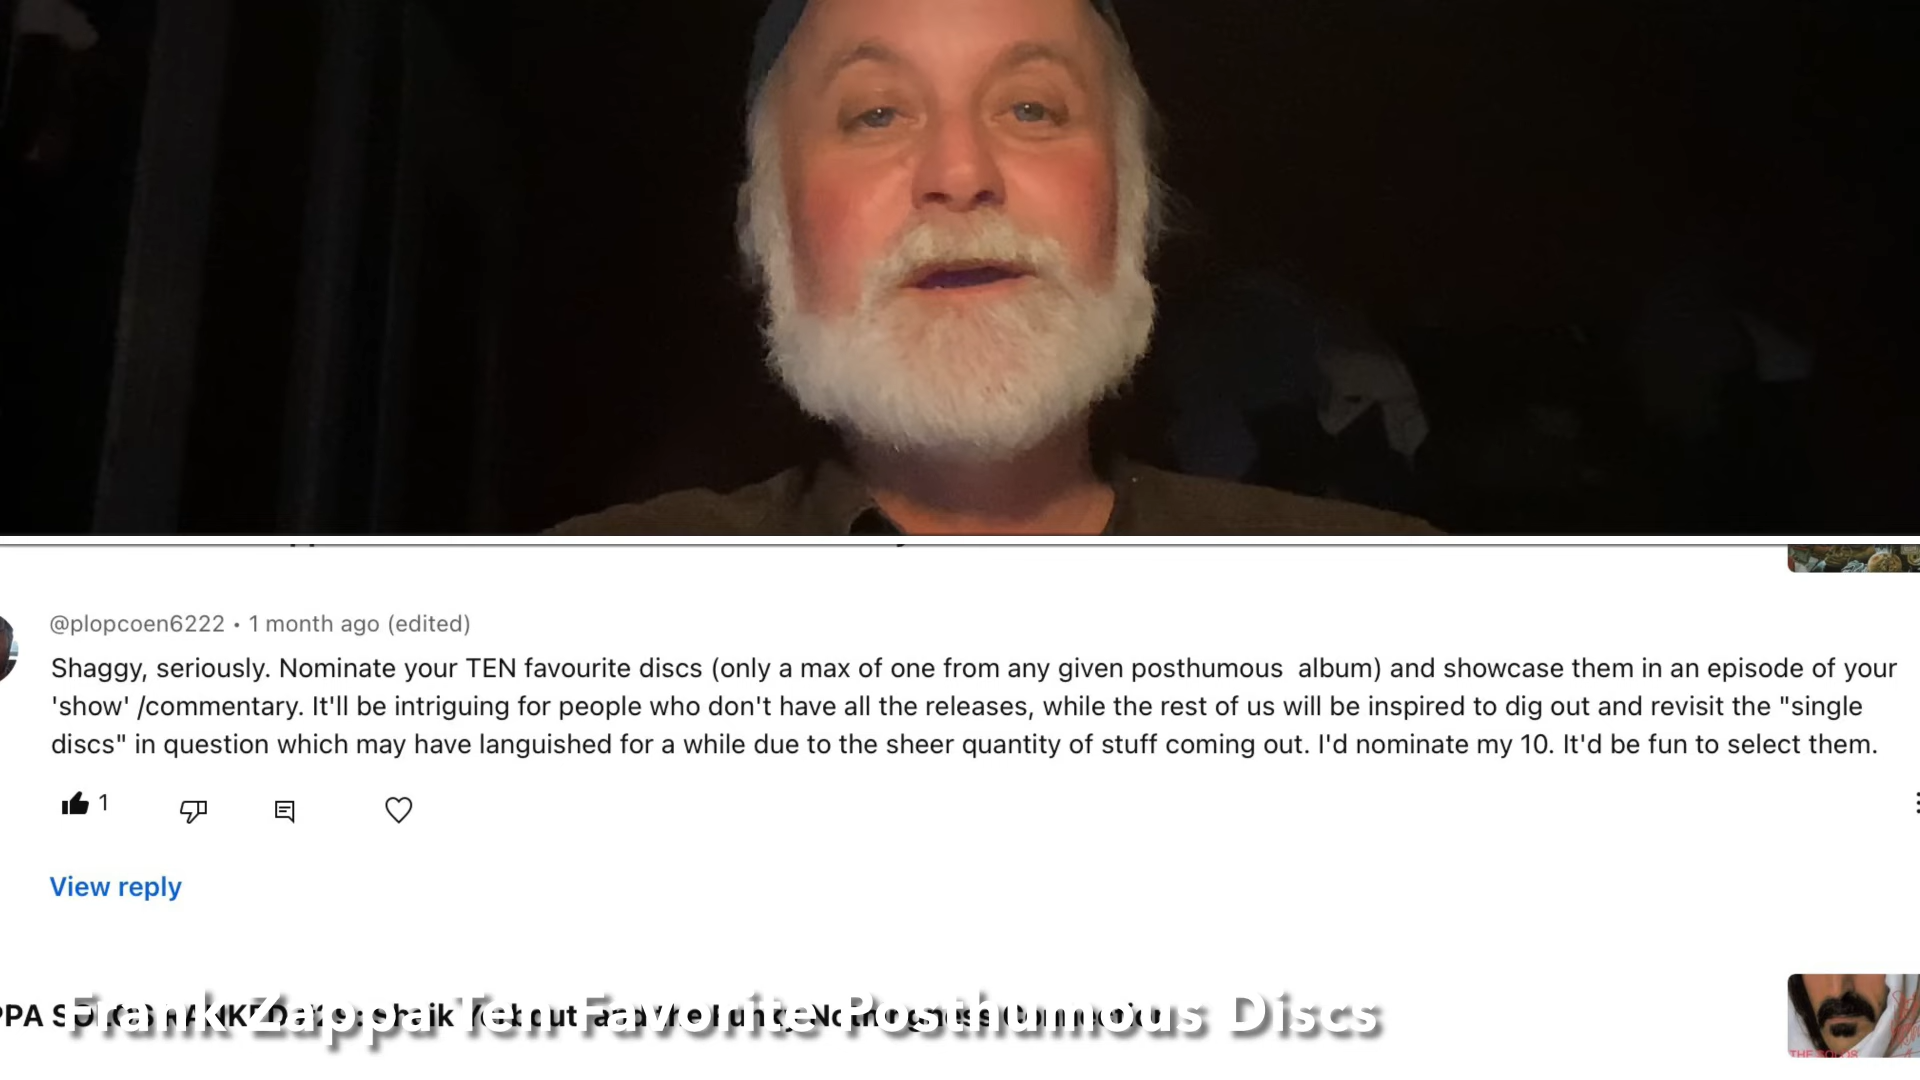 @plopcoen6222 • 1 month ago (edited)
Shaggy, seriously. Nominate your TEN favourite discs (only a max of one from any given posthumous album) and showcase them in an episode of your
'show' /commentary. It'll be intriguing for people who don't have all the releases, while the rest of us will be inspired to dig out and revisit the "single
discs" in question which may have languished for a while due to the sheer quantity of stuff coming out. I'd nominate my 10. It'd be fun to select them.
1
View reply
Frank Zappa Ten Favorite Posthumous Discs